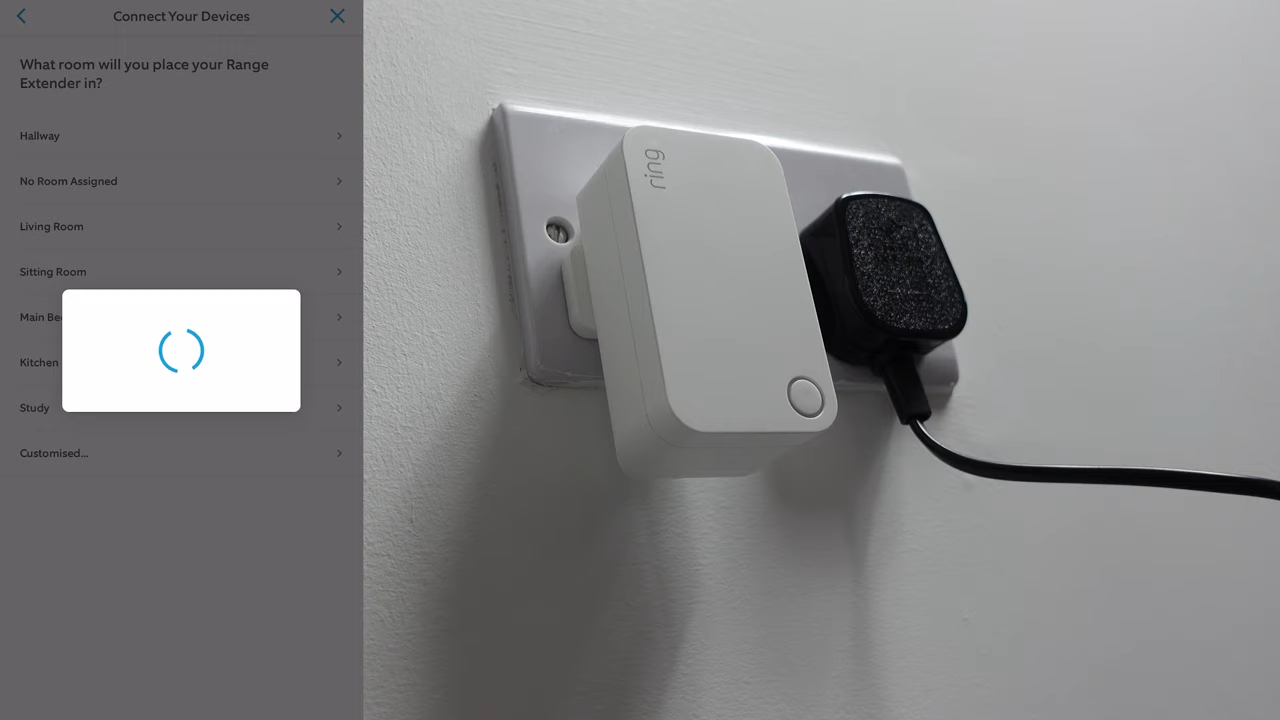 Connect Your Devices
What room will you place your Range
Extender in?
Hallway
No Room Assigned
Living Room
Sitting Room
Main Be
Kitchen
Study
Customised...
ring